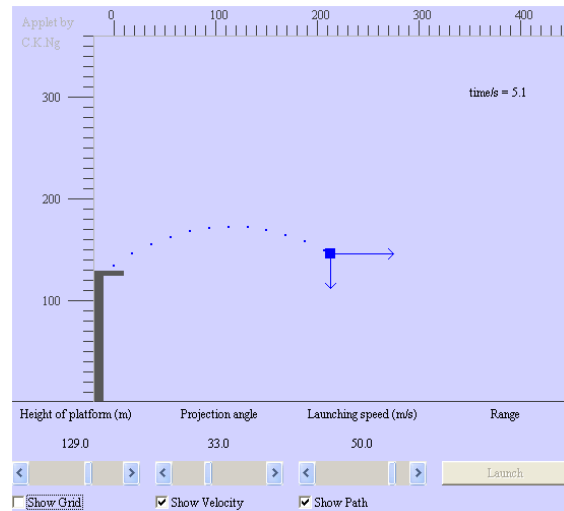 Applet by
C.K.Ng
0 100 200 300 400
time/s = 5.1
300
200
100
Height of platform (m) Projection angle Launching speed (m/s) Range
129.0 33.0 50.0
Launch
Show Grid Show Velocity Show Path